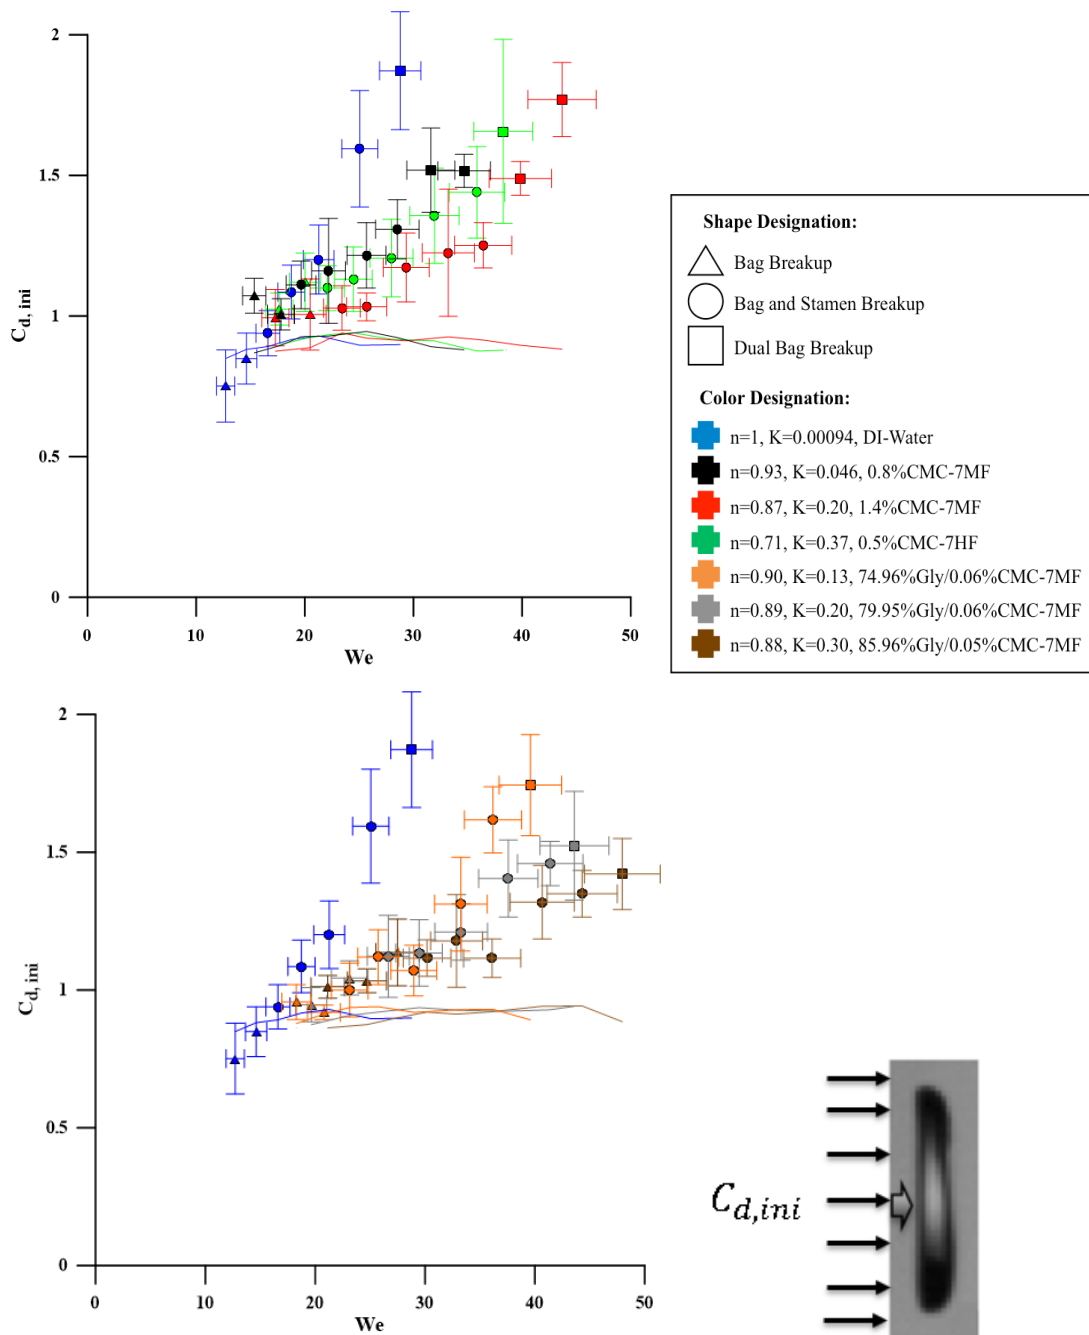 2
1.5
1
0.5
0
C_d, ini
0
10
20
30
40
50
We
Shape Designation:
Bag Breakup
Bag and Stamen Breakup
Dual Bag Breakup
Color Designation:
n=1, K=0.00094, DI-Water
n=0.93, K=0.046, 0.8%CMC-7MF
n=0.87, K=0.20, 1.4%CMC-7MF
n=0.71, K=0.37, 0.5%CMC-7HF
n=0.90, K=0.13, 74.96%Gly/0.06%CMC-7MF
n=0.89, K=0.20, 79.95%Gly/0.06%CMC-7MF
n=0.88, K=0.30, 85.96%Gly/0.05%CMC-7MF
2
1.5
1
0.5
0
C_d,ini
0
10
20
30
40
50
We
C_d,ini